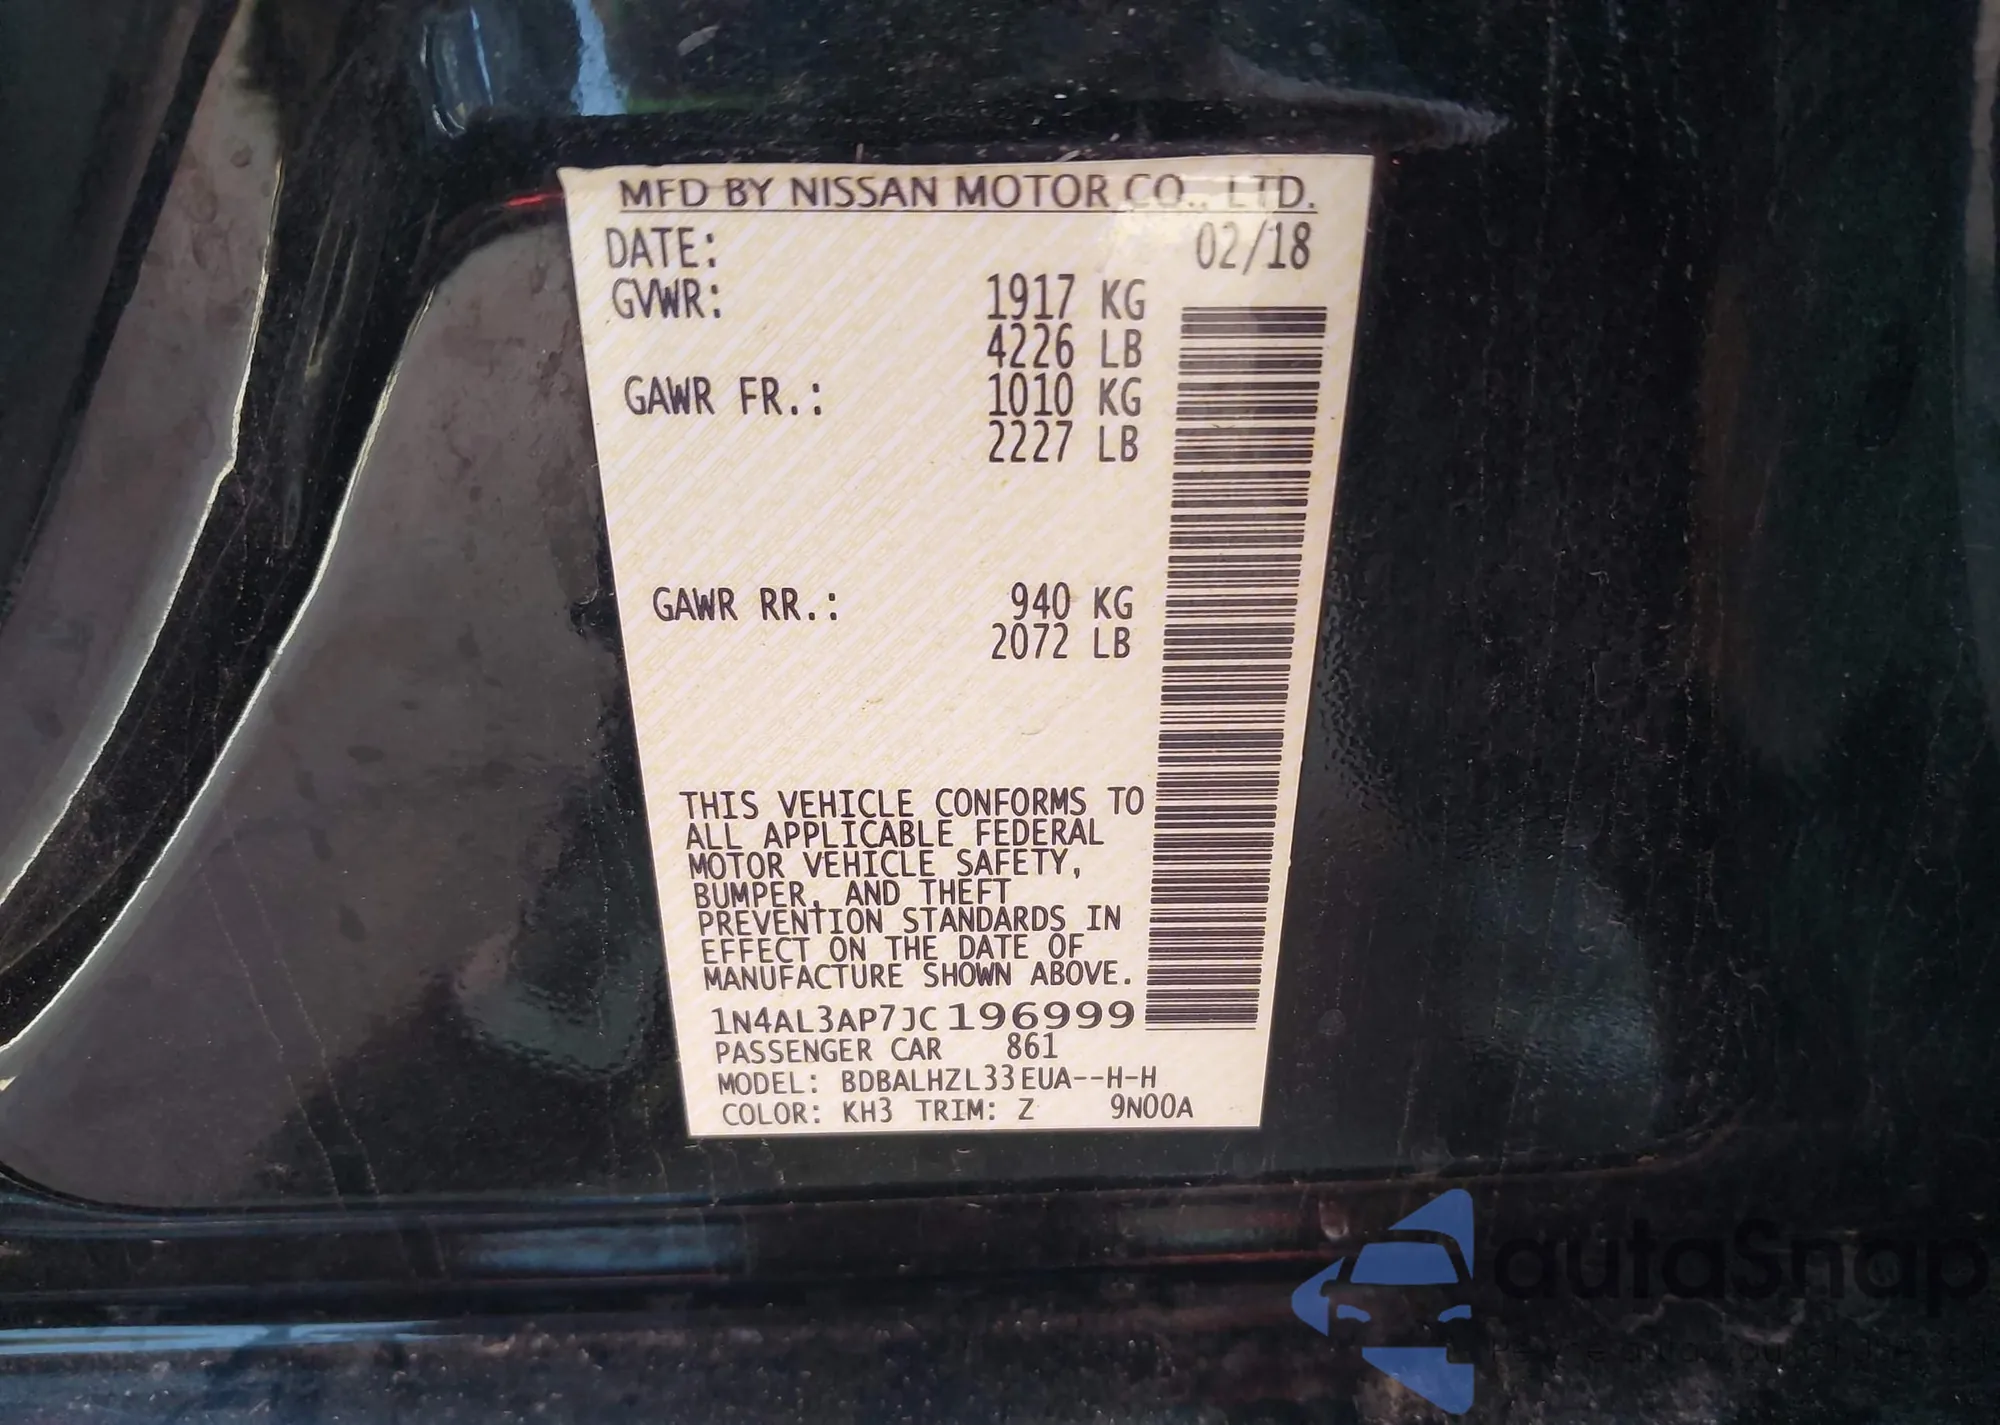 MFD BY NISSAN MOTOR CO., LTD.
DATE: 02/18
GVWR: 1917 KG
4226 LB
GAWR FR.: 1010 KG
2227 LB
GAWR RR.: 940 KG
2072 LB
THIS VEHICLE CONFORMS TO
ALL APPLICABLE FEDERAL
MOTOR VEHICLE SAFETY,
BUMPER, AND THEFT
PREVENTION STANDARDS IN
EFFECT ON THE DATE OF
MANUFACTURE SHOWN ABOVE.
1N4AL3AP7JC196999
PASSENGER CAR 861
MODEL: BDBALHZL33EUA--H-H
COLOR: KH3 TRIM: Z 9N00A
autaSnap